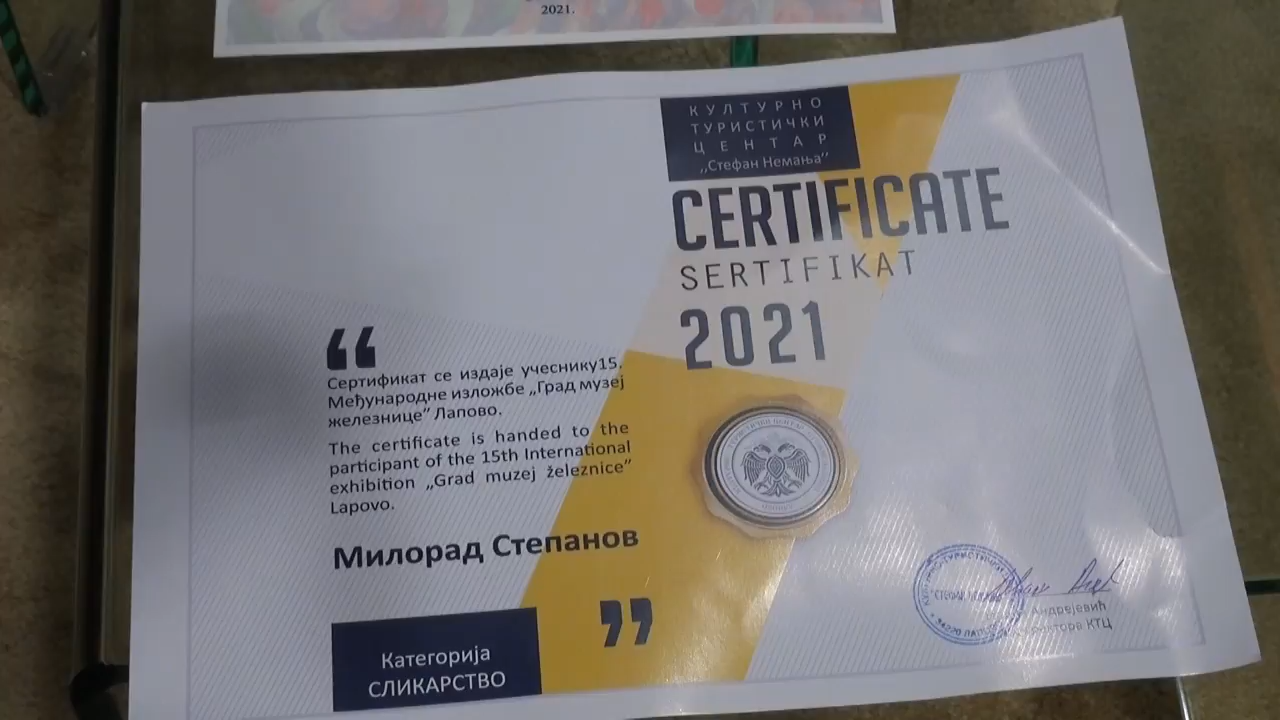 2021.
КУЛТУРНО
ТУРИСТИЧКИ
ЦЕНТАР
„Стефан Немања”
CERTIFICATE
SERTIFIKAT
2021
“
Сертификат се издаје учеснику15.
Међународне изложбе „Град музеј
железнице” Лапово.
The certificate is handed to the
participant of the 15th International
exhibition „Grad muzej železnice”
Lapovo.
Милорад Степанов
”
Категорија
СЛИКАРСТВО
Андрејевић
КТЦ